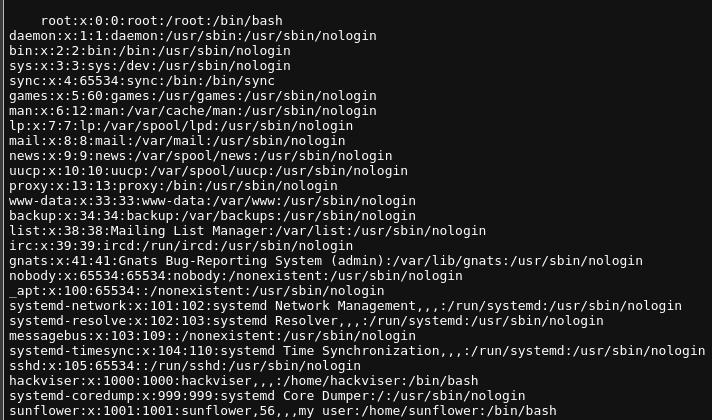 root:x:0:0:root:/root:/bin/bash
daemon:x:1:1:daemon:/usr/sbin:/usr/sbin/nologin
bin:x:2:2:bin:/bin:/usr/sbin/nologin
sys:x:3:3:sys:/dev:/usr/sbin/nologin
sync:x:4:65534:sync:/bin:/bin/sync
games:x:5:60:games:/usr/games:/usr/sbin/nologin
man:x:6:12:man:/var/cache/man:/usr/sbin/nologin
lp:x:7:7:lp:/var/spool/lpd:/usr/sbin/nologin
mail:x:8:8:mail:/var/mail:/usr/sbin/nologin
news:x:9:9:news:/var/spool/news:/usr/sbin/nologin
uucp:x:10:10:uucp:/var/spool/uucp:/usr/sbin/nologin
proxy:x:13:13:proxy:/bin:/usr/sbin/nologin
www-data:x:33:33:www-data:/var/www:/usr/sbin/nologin
backup:x:34:34:backup:/var/backups:/usr/sbin/nologin
list:x:38:38:Mailing List Manager:/var/list:/usr/sbin/nologin
irc:x:39:39:ircd:/run/ircd:/usr/sbin/nologin
gnats:x:41:41:Gnats Bug-Reporting System (admin):/var/lib/gnats:/usr/sbin/nologin
nobody:x:65534:65534:nobody:/nonexistent:/usr/sbin/nologin
_apt:x:100:65534::/nonexistent:/usr/sbin/nologin
systemd-network:x:101:102:systemd Network Management,,,:/run/systemd:/usr/sbin/nologin
systemd-resolve:x:102:103:systemd Resolver,,,:/run/systemd:/usr/sbin/nologin
messagebus:x:103:109::/nonexistent:/usr/sbin/nologin
systemd-timesync:x:104:110:systemd Time Synchronization,,,:/run/systemd:/usr/sbin/nologin
sshd:x:105:65534::/run/sshd:/usr/sbin/nologin
hackviser:x:1000:1000:hackviser,,,:/home/hackviser:/bin/bash
systemd-coredump:x:999:999:systemd Core Dumper:/:/usr/sbin/nologin
sunflower:x:1001:1001:sunflower,56,,,my user:/home/sunflower:/bin/bash